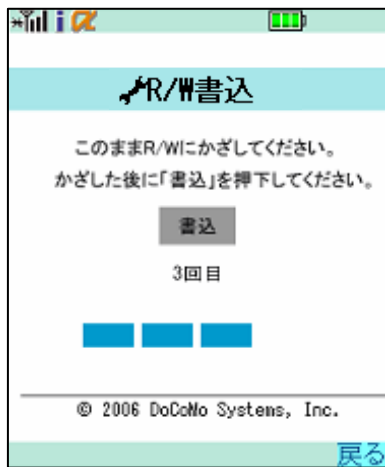 R/W書込
このままR/Wにかざしてください。
かざした後に「書込」を押下してください。
書込
3回目
© 2006 DoCoMo Systems, Inc.
戻る